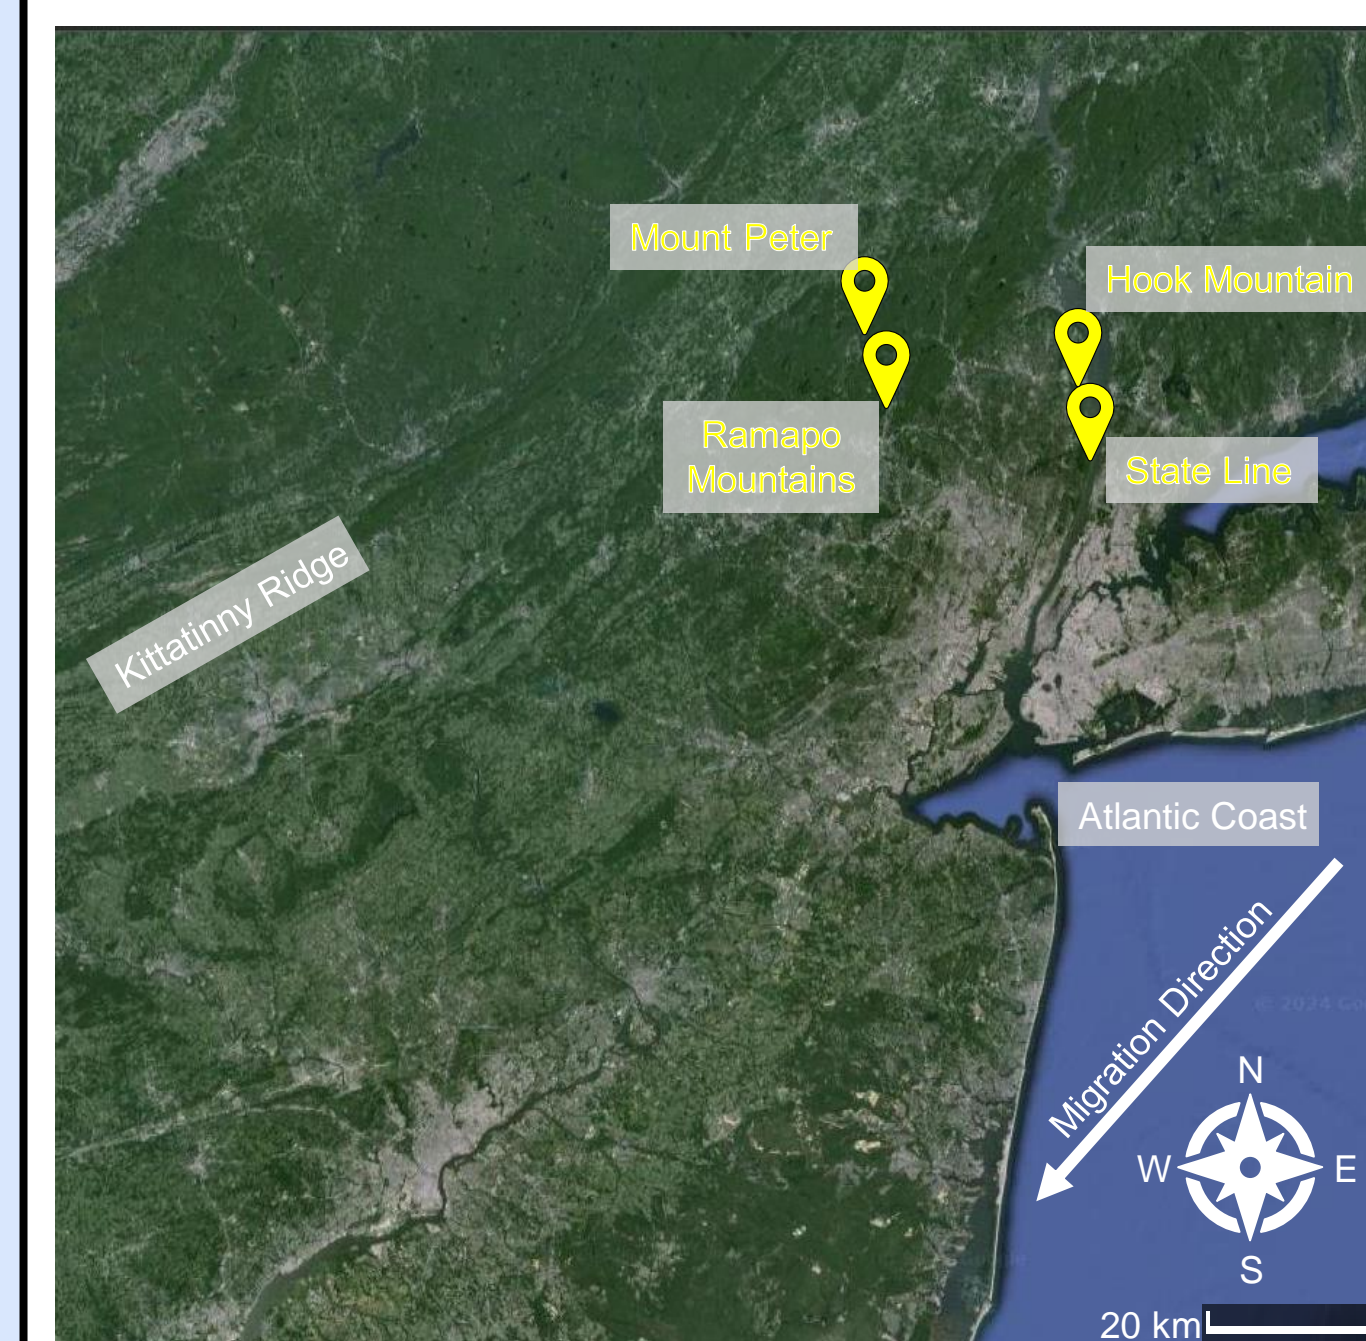 Mount Peter
Hook Mountain
Ramapo
Mountains
State Line
Kittatinny Ridge
Atlantic Coast
Migration Direction
N
W
E
S
20 km